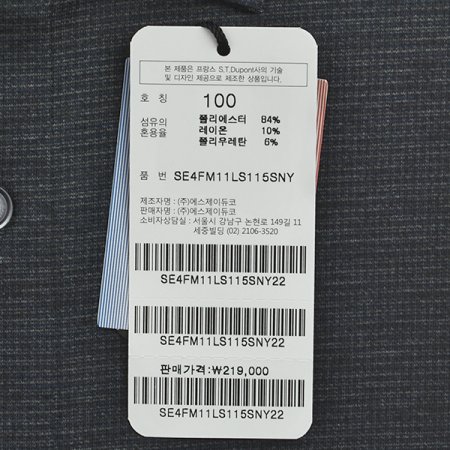 본 제품은 프랑스 S.T.Dupont사의 기술
및 디자인 제공으로 제조한 상품입니다.
호 칭 100
섬유의 폴리에스터 84%
혼용율 레이온 10%
폴리우레탄 6%
품 번 SE4FM11LS115SNY
제조자명 : (주)에스제이듀코
판매자명 : (주)에스제이듀코
소비자상담실 : 서울시 강남구 논현로 149길 11
세중빌딩 (02) 2106-3520
SE4FM11LS115SNY22
SE4FM11LS115SNY22
판매가격:₩219,000
SE4FM11LS115SNY22